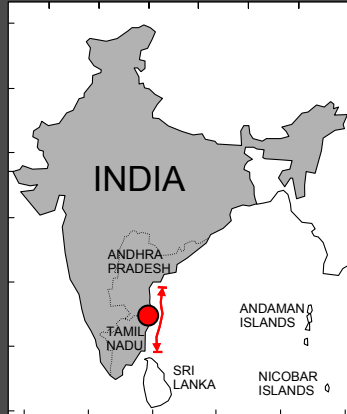 INDIA
ANDHRA
PRADESH
TAMIL
NADU
ANDAMAN
ISLANDS
SRI
LANKA
NICOBAR
ISLANDS